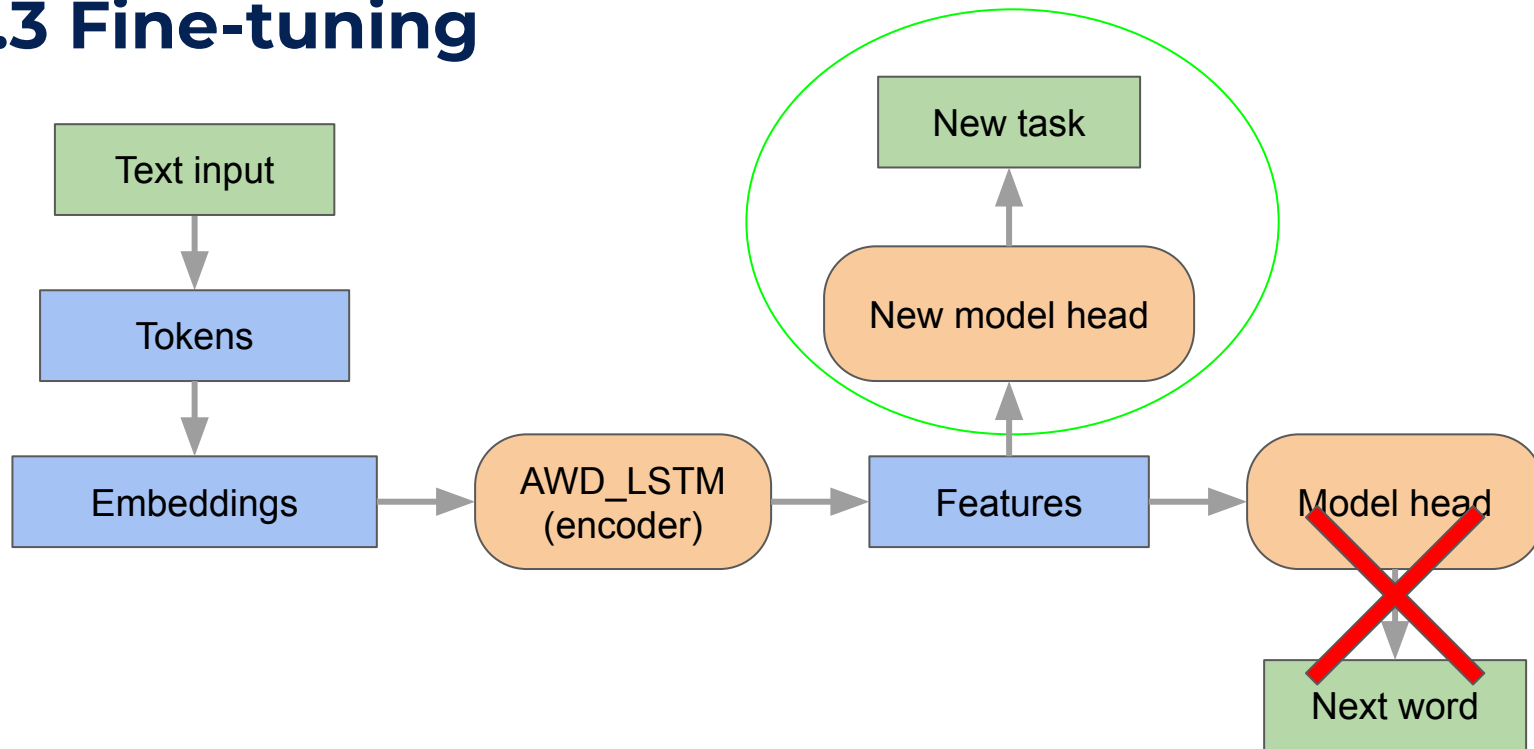 .3 Fine-tuning
New task
Text input
New model head
Tokens
AWD_LSTM
(encoder)
Embeddings
Features
Model head
Next word